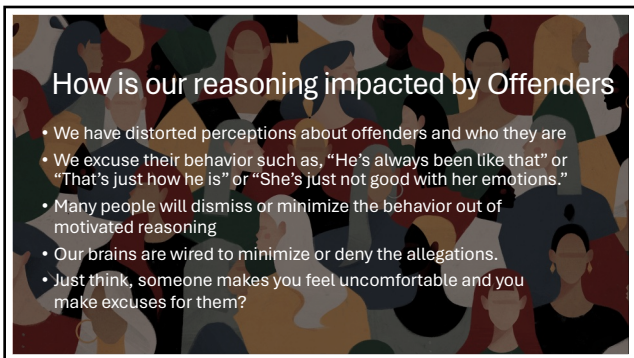 How is our reasoning impacted by Offenders
• We have distorted perceptions about offenders and who they are
• We excuse their behavior such as, “He’s always been like that” or
“That’s just how he is” or “She’s just not good with her emotions.”
• Many people will dismiss or minimize the behavior out of
motivated reasoning
• Our brains are wired to minimize or deny the allegations.
• Just think, someone makes you feel uncomfortable and you
make excuses for them?